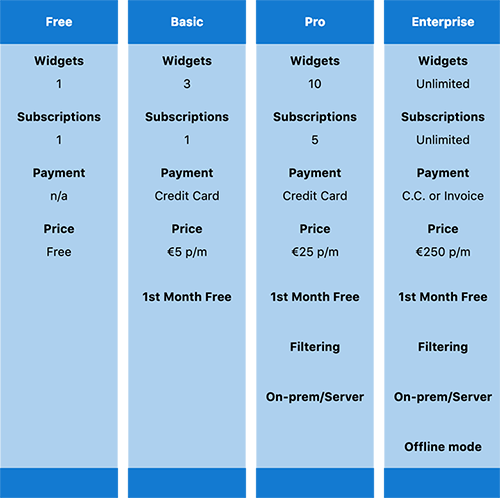 Free
Widgets
1
Subscriptions
1
Payment
n/a
Price
Free
Basic
Widgets
3
Subscriptions
1
Payment
Credit Card
Price
€5 p/m
1st Month Free
Pro
Widgets
10
Subscriptions
5
Payment
Credit Card
Price
€25 p/m
1st Month Free
Filtering
On-prem/Server
Enterprise
Widgets
Unlimited
Subscriptions
Unlimited
Payment
C.C. or Invoice
Price
€250 p/m
1st Month Free
Filtering
On-prem/Server
Offline mode